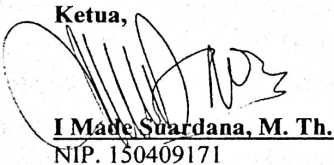 Ketua,
I Made Suardana, M. Th.
NIP. 150409171